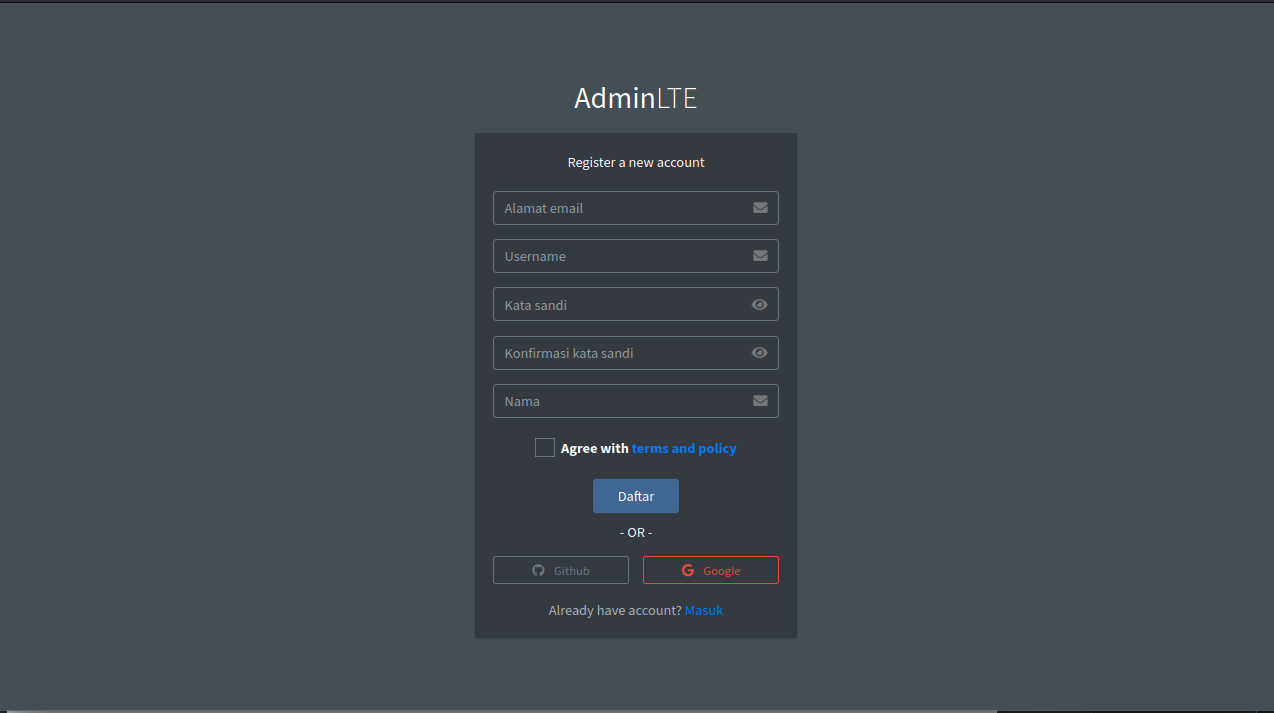 AdminLTE
Register a new account
Alamat email
Username
Kata sandi
Konfirmasi kata sandi
Nama
Agree with terms and policy
Daftar
- OR -
Github Google
Already have account? Masuk